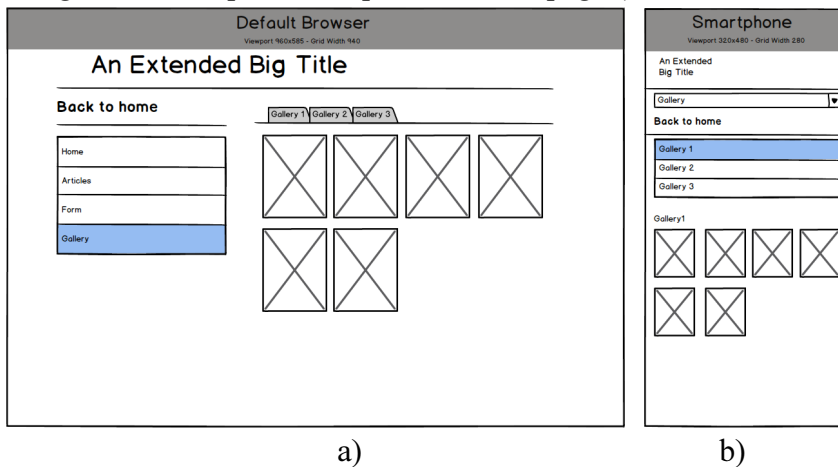 Default Browser
Viewport 960x585 - Grid Width 940
An Extended Big Title
Back to home
Gallery 1 Gallery 2 Gallery 3
Home
Articles
Form
Gallery
a)
Smartphone
Viewport 320x480 - Grid Width 280
An Extended
Big Title
Gallery
Back to home
Gallery 1
Gallery 2
Gallery 3
Gallery1
b)